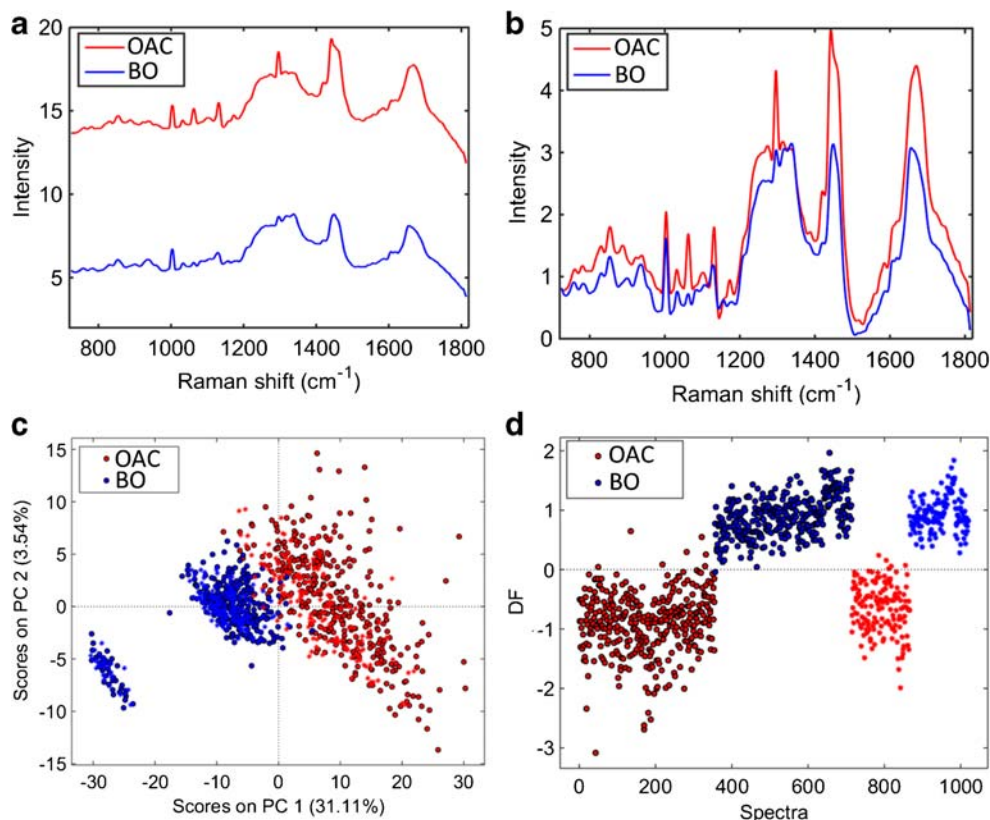 a
20
15
10
5
OAC
BO
Intensity
800 1000 1200 1400 1600 1800
Raman shift (cm⁻¹)
b
5
4
3
2
1
0
OAC
BO
Intensity
800 1000 1200 1400 1600 1800
Raman shift (cm⁻¹)
c
15
10
5
0
-5
-10
-15
OAC
BO
Scores on PC 2 (3.54%)
-30 -20 -10 0 10 20 30
Scores on PC 1 (31.11%)
d
2
1
0
-1
-2
-3
OAC
BO
DF
0 200 400 600 800 1000
Spectra